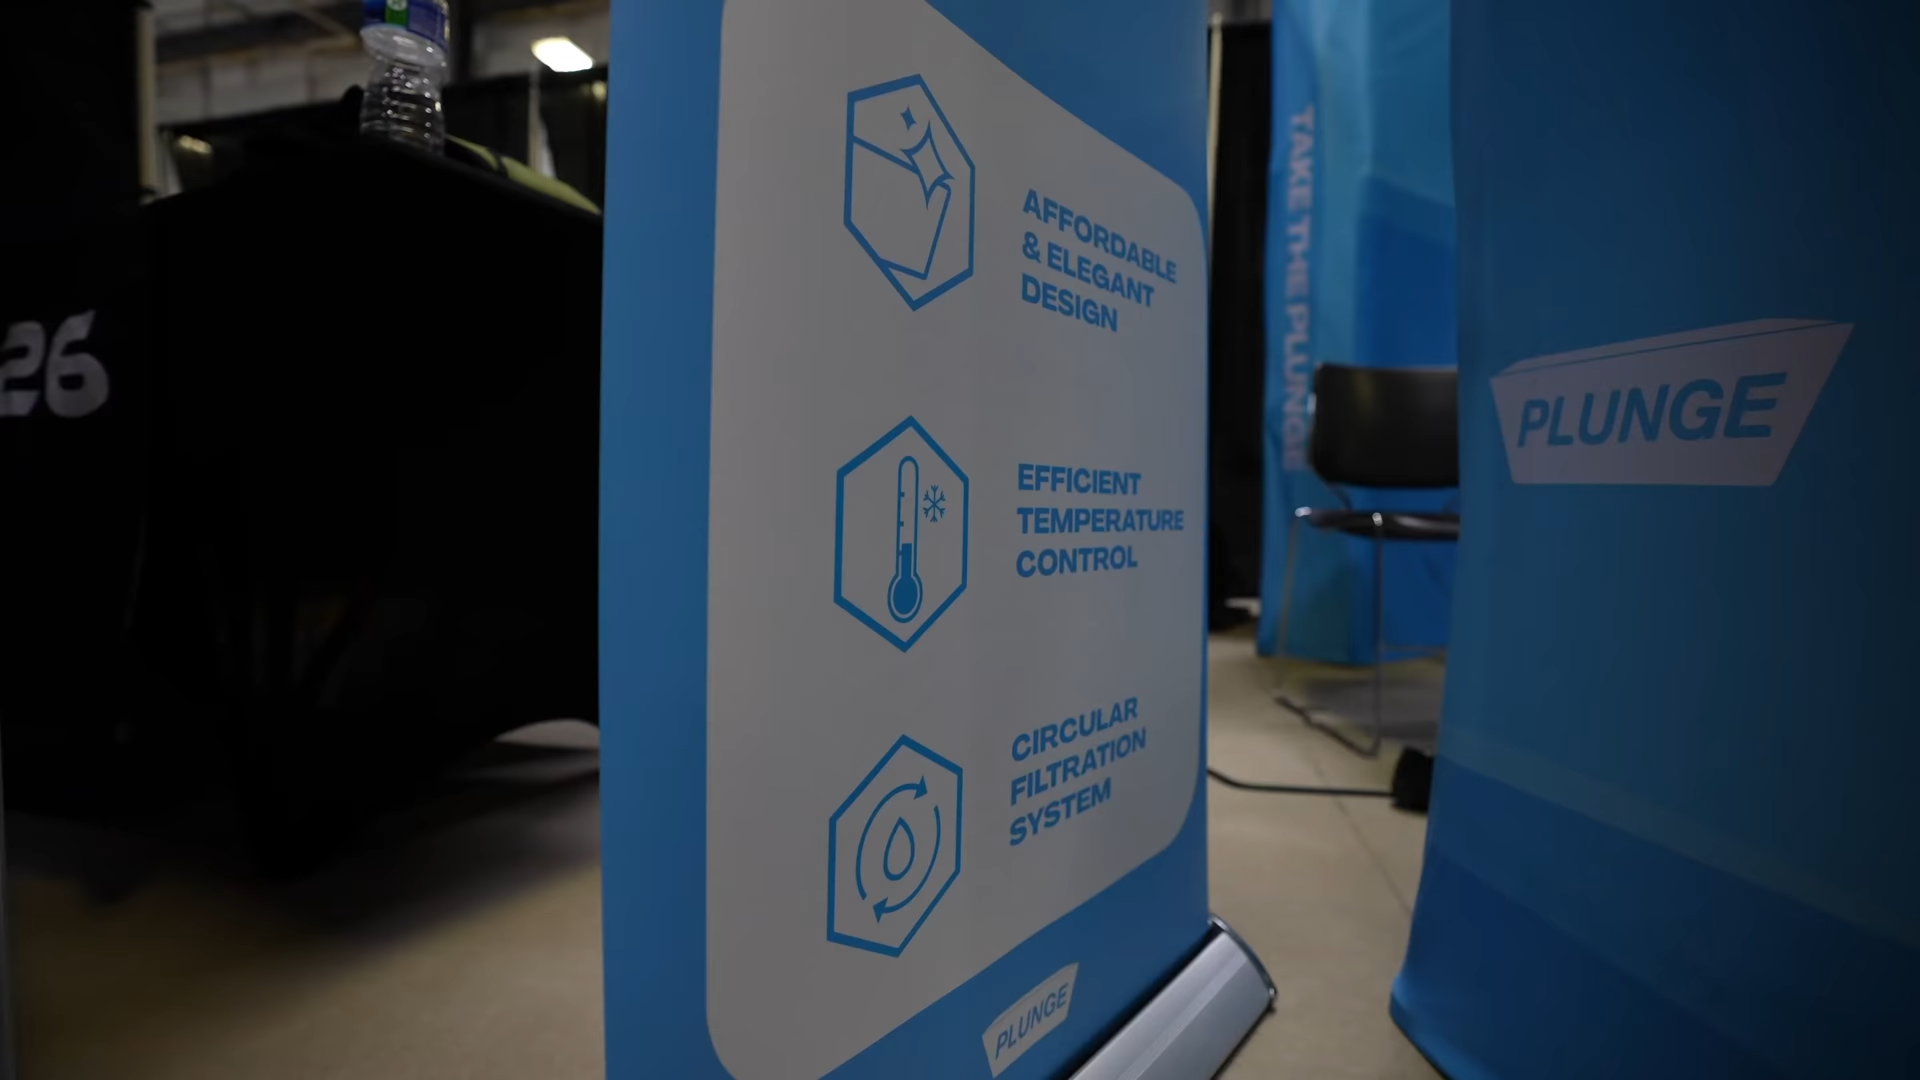 26
AFFORDABLE
& ELEGANT
DESIGN
EFFICIENT
TEMPERATURE
CONTROL
CIRCULAR
FILTRATION
SYSTEM
PLUNGE
TAKE THE PLUNGE
PLUNGE